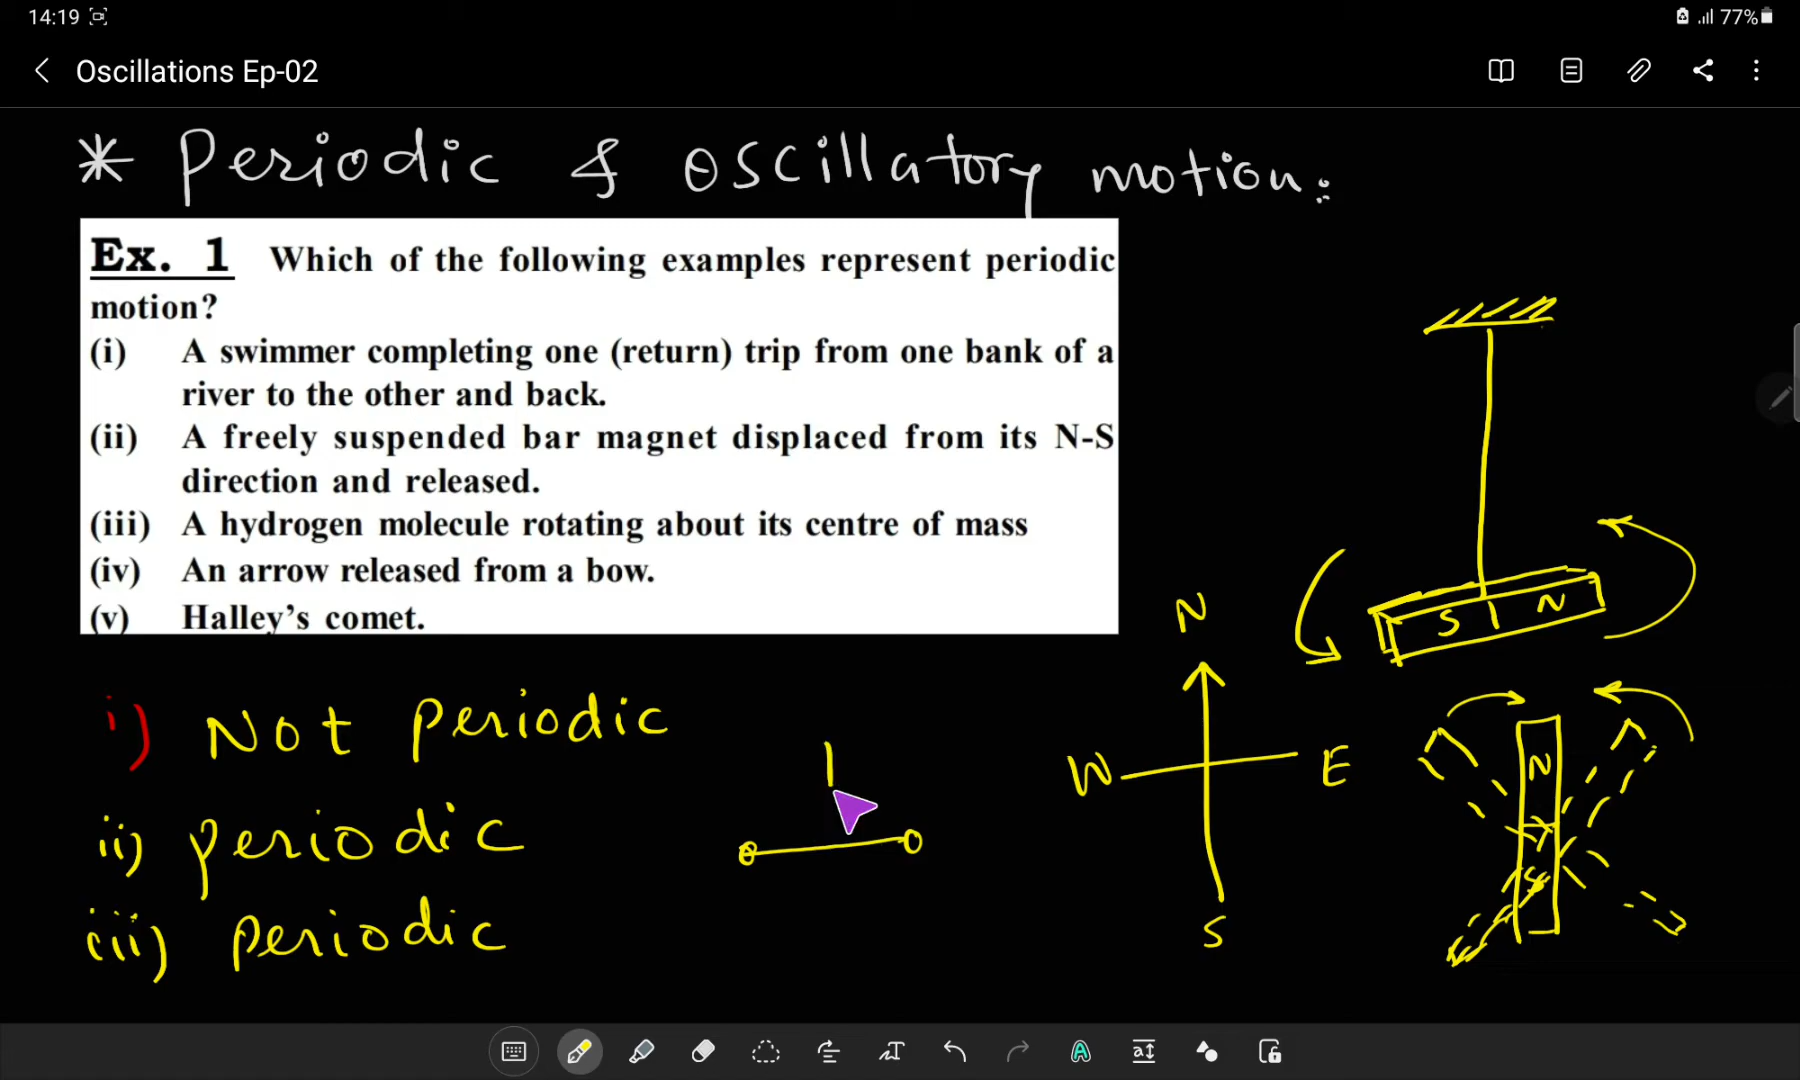 14:19
77%
Oscillations Ep-02
* Periodic & oscillatory motion:
Ex. 1 Which of the following examples represent periodic
motion?
(i) A swimmer completing one (return) trip from one bank of a
river to the other and back.
(ii) A freely suspended bar magnet displaced from its N-S
direction and released.
(iii) A hydrogen molecule rotating about its centre of mass
(iv) An arrow released from a bow.
(v) Halley's comet.
S N
N
W E
S
N
S
i) Not periodic
ii) periodic
iii) periodic